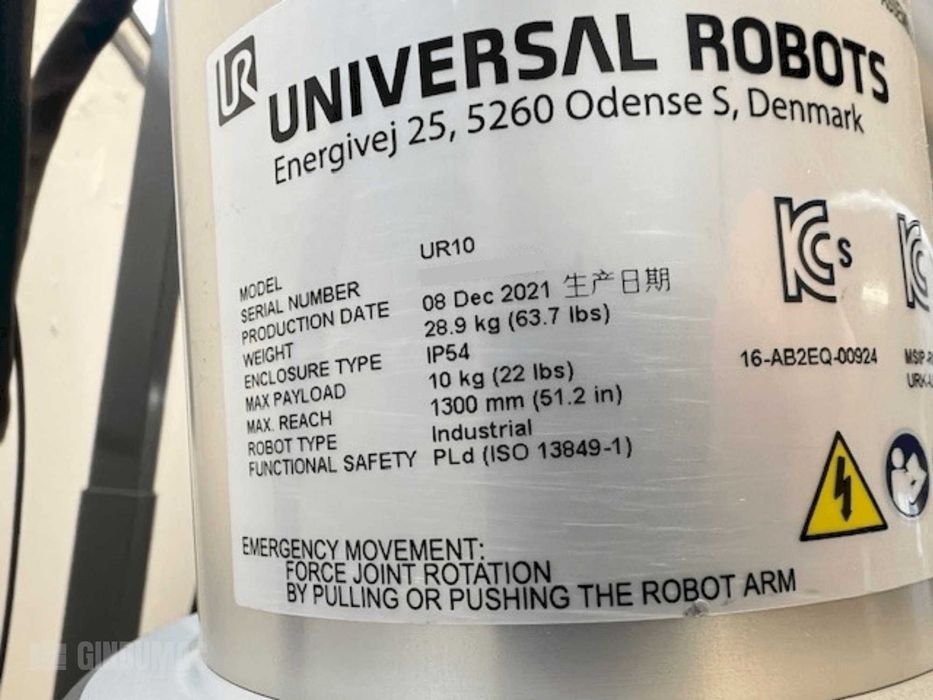 UR UNIVERSAL ROBOTS
Energivej 25, 5260 Odense S, Denmark
MODEL UR10
SERIAL NUMBER
PRODUCTION DATE 08 Dec 2021 生产日期
WEIGHT 28.9 kg (63.7 lbs)
ENCLOSURE TYPE IP54
MAX PAYLOAD 10 kg (22 lbs)
MAX. REACH 1300 mm (51.2 in)
ROBOT TYPE Industrial
FUNCTIONAL SAFETY PLd (ISO 13849-1)
KCs
16-AB2EQ-00924
EMERGENCY MOVEMENT:
FORCE JOINT ROTATION
BY PULLING OR PUSHING THE ROBOT ARM
GINDUMAC